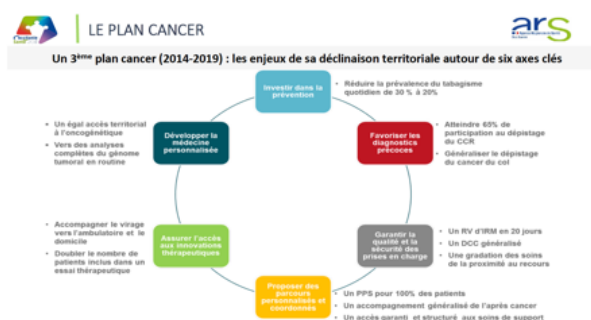 LE PLAN CANCER
ars
Un 3ème plan cancer (2014-2019) : les enjeux de sa déclinaison territoriale autour de six axes clés
Investir dans la
prévention
• Réduire la prévalence du tabagisme
quotidien de 30 % à 20%
Favoriser les
diagnostics
précoces
• Atteindre 65% de
participation au dépistage
du CCR
• Généraliser le dépistage
du cancer du col
Garantir la
qualité et la
sécurité des
prises en charge
• Un RV d'IRM en 20 jours
• Un DCC généralisé
• Une gradation des soins
de la proximité au recours
Proposer des
parcours
personnalisés et
coordonnés
• Un PPS pour 100% des patients
• Un accompagnement généralisé de l'après cancer
• Un accès garanti et structuré aux soins de support
Assurer l'accès
aux innovations
thérapeutiques
• Accompagner le virage
vers l'ambulatoire et le
domicile
• Doubler le nombre de
patients inclus dans un
essai thérapeutique
Développer la
médecine
personnalisée
• Un égal accès territorial
à l'oncogénétique
• Vers des analyses
complètes du génome
tumoral en routine